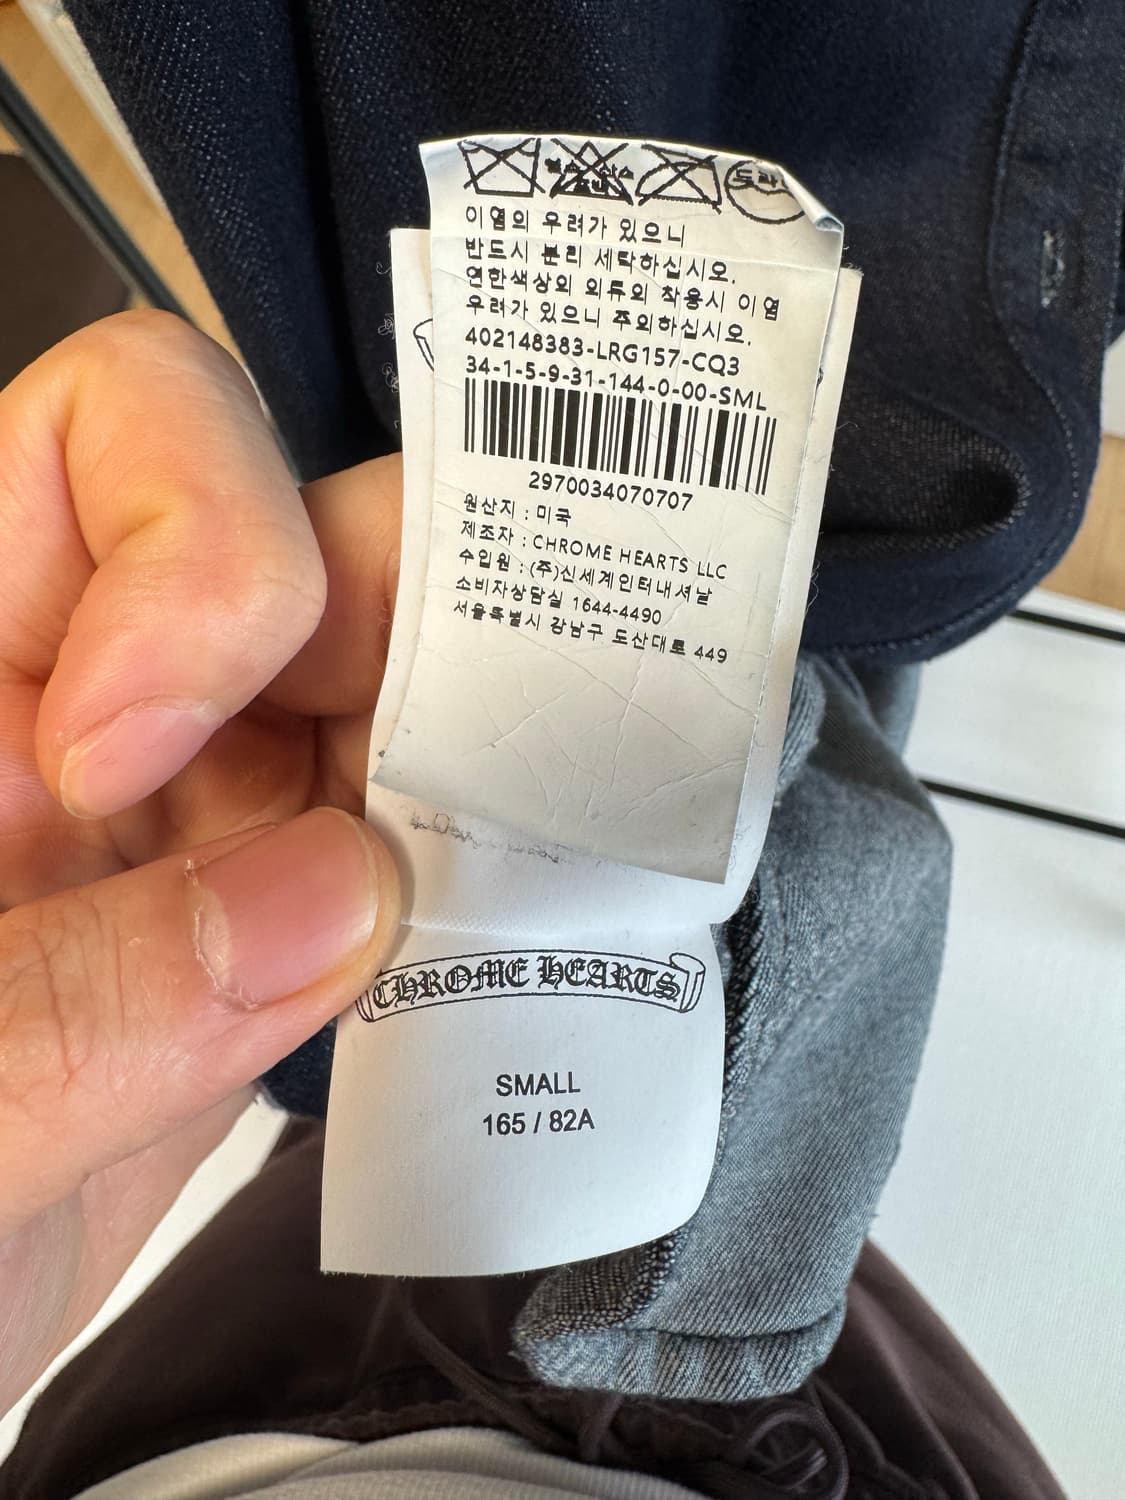 드라이
이염의 우려가 있으니
반드시 분리 세탁하십시오.
연한색상의 의류의 착용시 이염
우려가 있으니 주의하십시오.
402148383-LRG157-CQ3
34-1-5-9-31-144-0-00-SML
2970034070707
원산지 : 미국
제조자 : CHROME HEARTS LLC
수입원 : (주)신세계인터내셔날
소비자상담실 1644-4490
서울특별시 강남구 도산대로 449
CHROME HEARTS
SMALL
165 / 82A